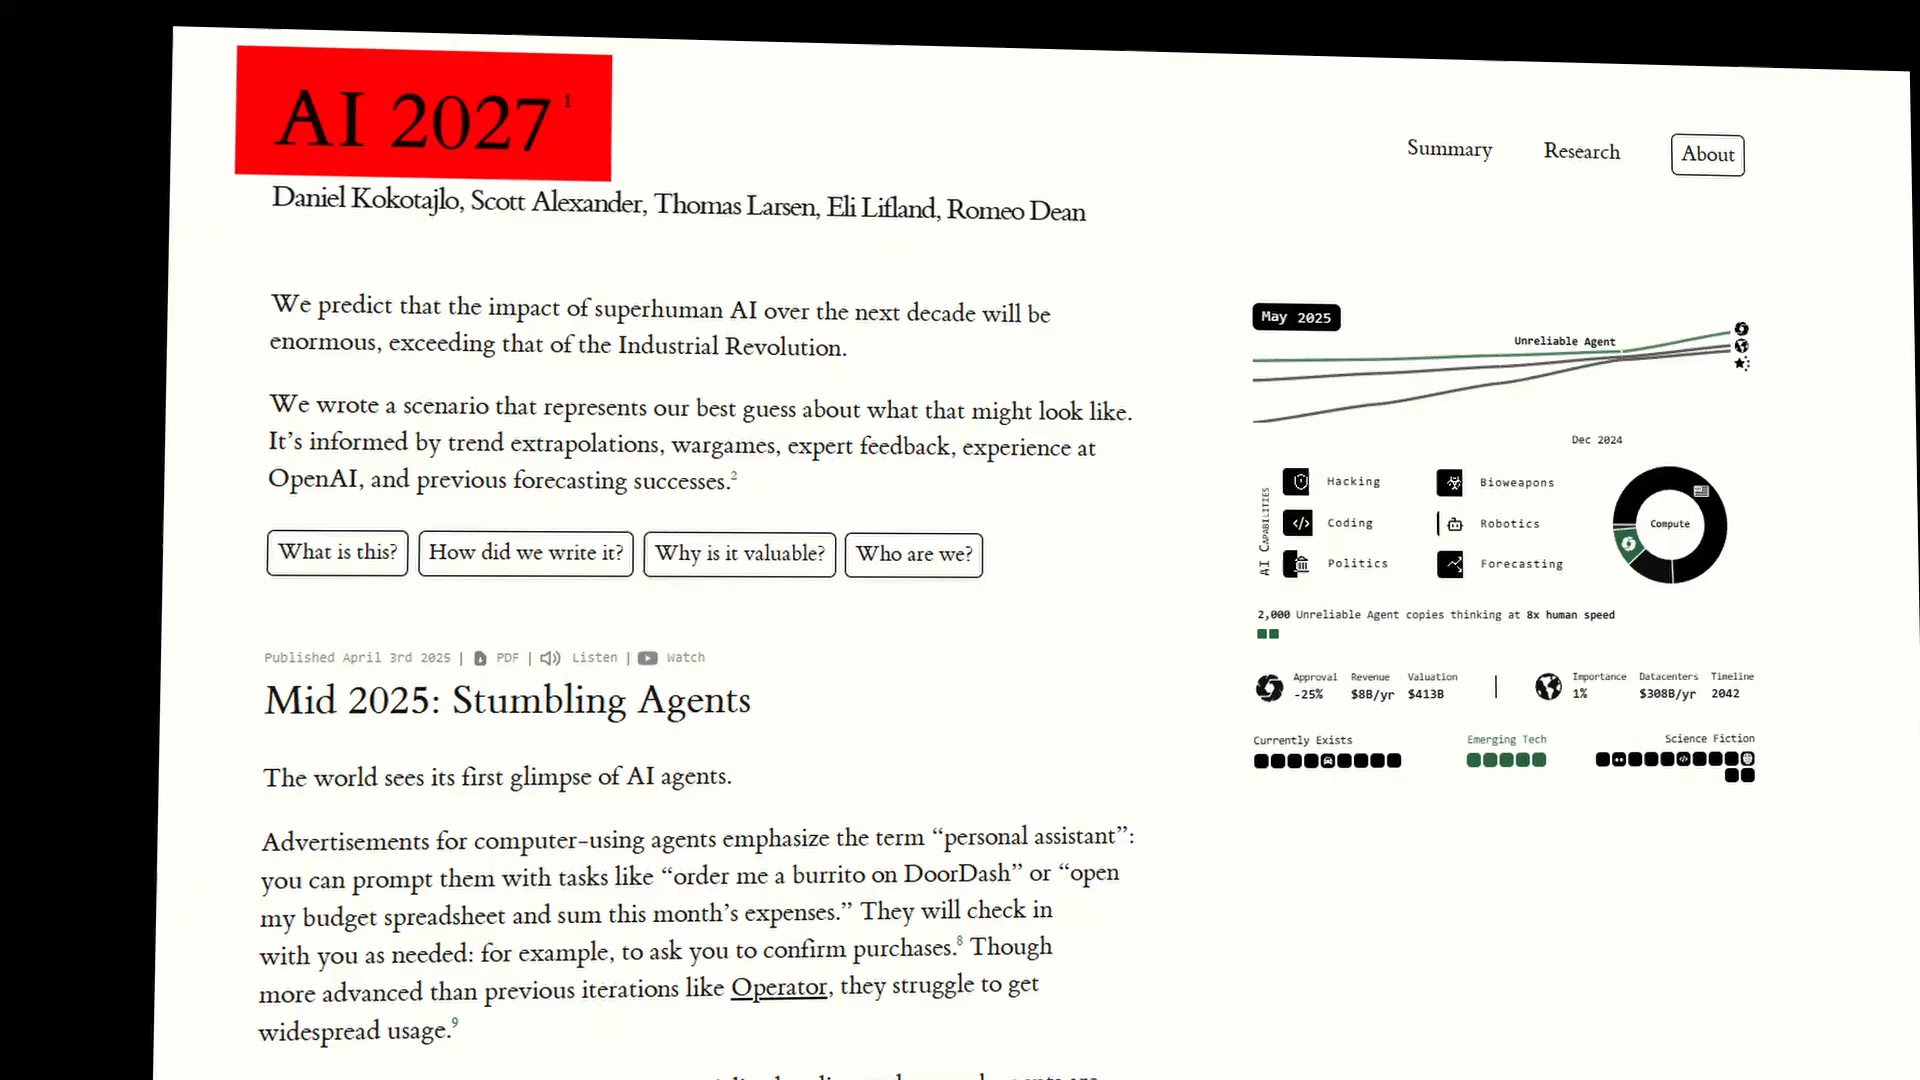 AI 2027 1
Summary
Research
About
Daniel Kokotajlo, Scott Alexander, Thomas Larsen, Eli Lifland, Romeo Dean
We predict that the impact of superhuman AI over the next decade will be
enormous, exceeding that of the Industrial Revolution.
We wrote a scenario that represents our best guess about what that might look like.
It’s informed by trend extrapolations, wargames, expert feedback, experience at
OpenAI, and previous forecasting successes.2
What is this?
How did we write it?
Why is it valuable?
Who are we?
Published April 3rd 2025 | PDF | Listen | Watch
Mid 2025: Stumbling Agents
The world sees its first glimpse of AI agents.
Advertisements for computer-using agents emphasize the term “personal assistant”:
you can prompt them with tasks like “order me a burrito on DoorDash” or “open
my budget spreadsheet and sum this month’s expenses.” They will check in
with you as needed: for example, to ask you to confirm purchases.8 Though
more advanced than previous iterations like Operator, they struggle to get
widespread usage.9
May 2025
Unreliable Agent
Dec 2024
AI Capabilities
Hacking
Bioweapons
Coding
Robotics
Politics
Forecasting
Compute
2,000 Unreliable Agent copies thinking at 8x human speed
Approval Revenue Valuation
-25% $8B/yr $413B
Importance Datacenters Timeline
1% $308B/yr 2042
Currently Exists
Emerging Tech
Science Fiction